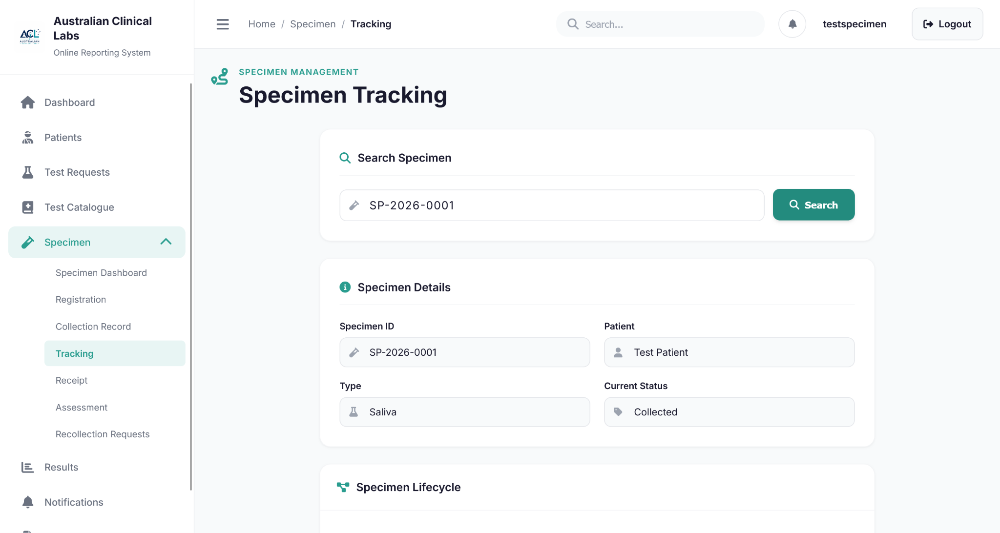 Australian Clinical
Labs
Online Reporting System
ACL
AUSTRALIAN
Dashboard
Patients
Test Requests
Test Catalogue
Specimen
Specimen Dashboard
Registration
Collection Record
Tracking
Receipt
Assessment
Recollection Requests
Results
Notifications
Home / Specimen / Tracking
Search...
testspecimen
Logout
SPECIMEN MANAGEMENT
Specimen Tracking
Search Specimen
SP-2026-0001
Search
Specimen Details
Specimen ID
Patient
SP-2026-0001
Test Patient
Type
Current Status
Saliva
Collected
Specimen Lifecycle